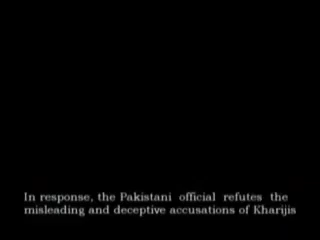 In response, the Pakistani official refutes the
misleading and deceptive accusations of Kharijis